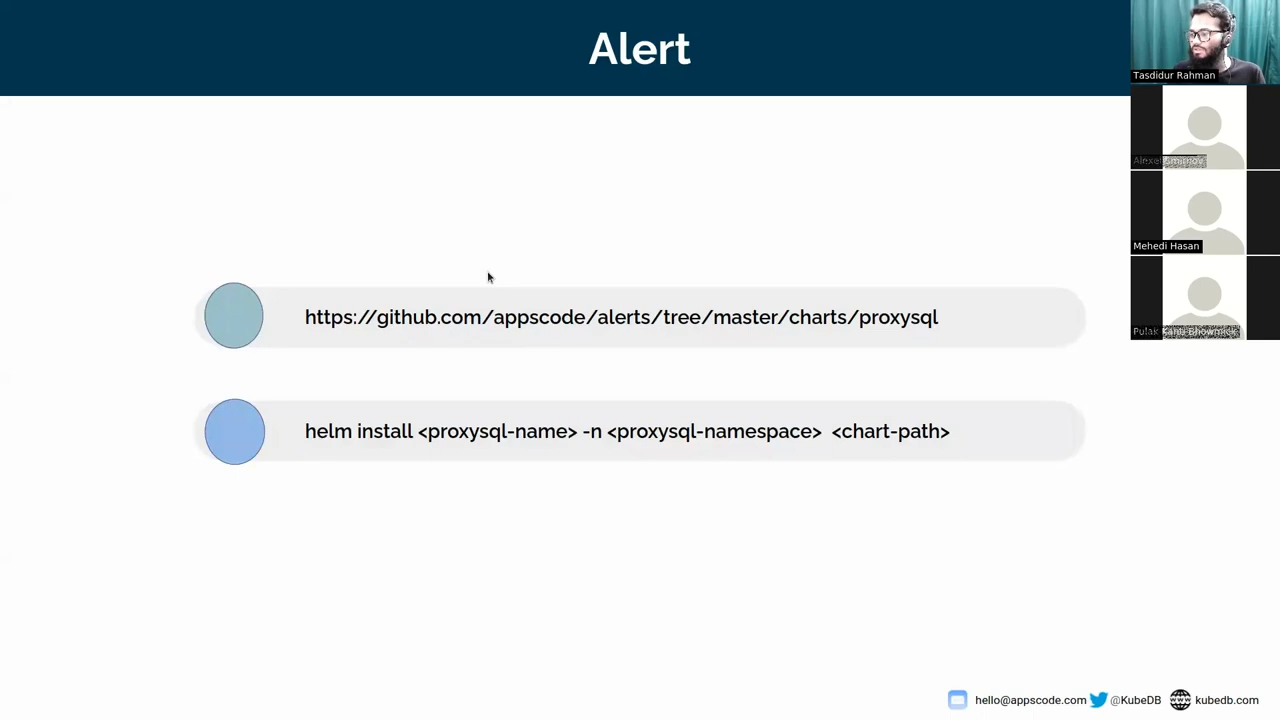 Alert
Tasdidur Rahman
Mehedi Hasan
https://github.com/appscode/alerts/tree/master/charts/proxysql
helm install <proxysql-name> -n <proxysql-namespace> <chart-path>
hello@appscode.com @KubeDB kubedb.com